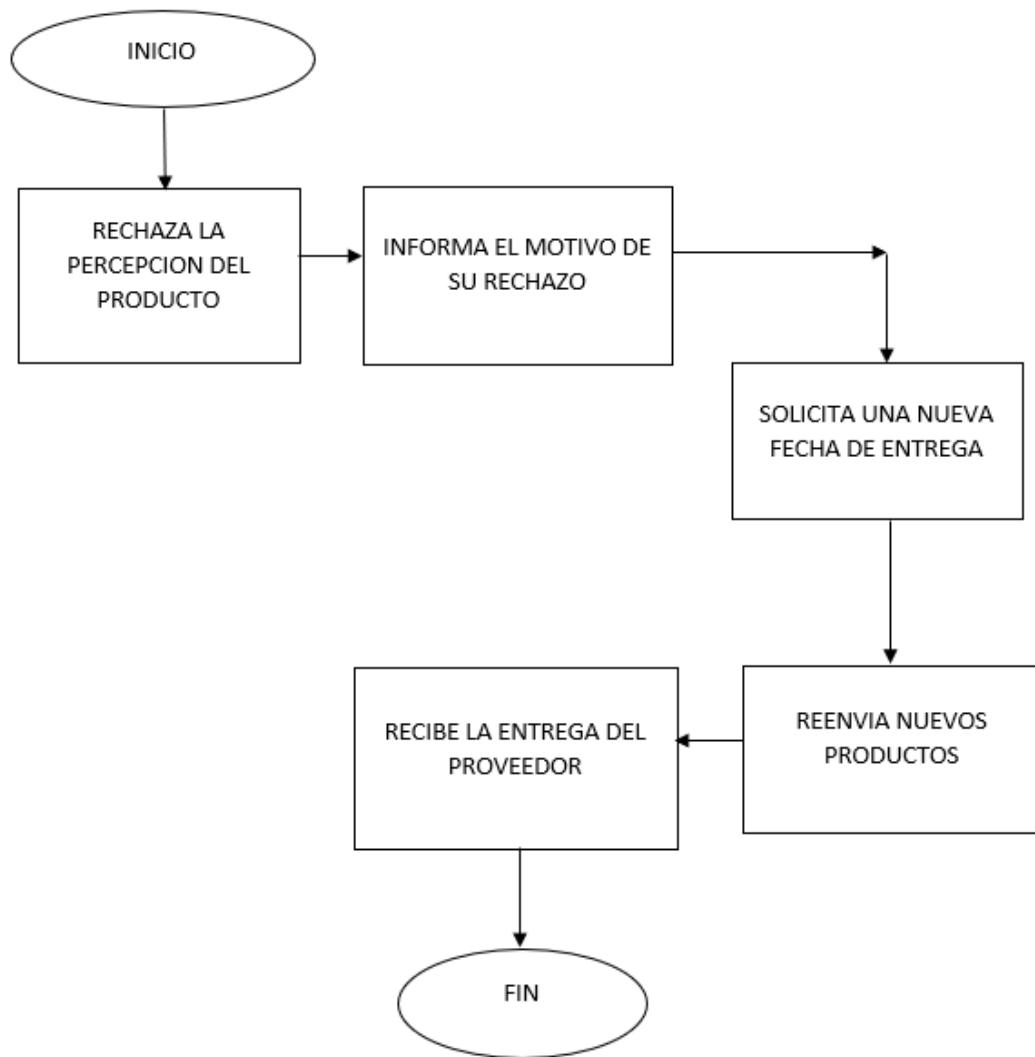 INICIO
RECHAZA LA
PERCEPCION DEL
PRODUCTO
INFORMA EL MOTIVO DE
SU RECHAZO
SOLICITA UNA NUEVA
FECHA DE ENTREGA
REENVIA NUEVOS
PRODUCTOS
RECIBE LA ENTREGA DEL
PROVEEDOR
FIN